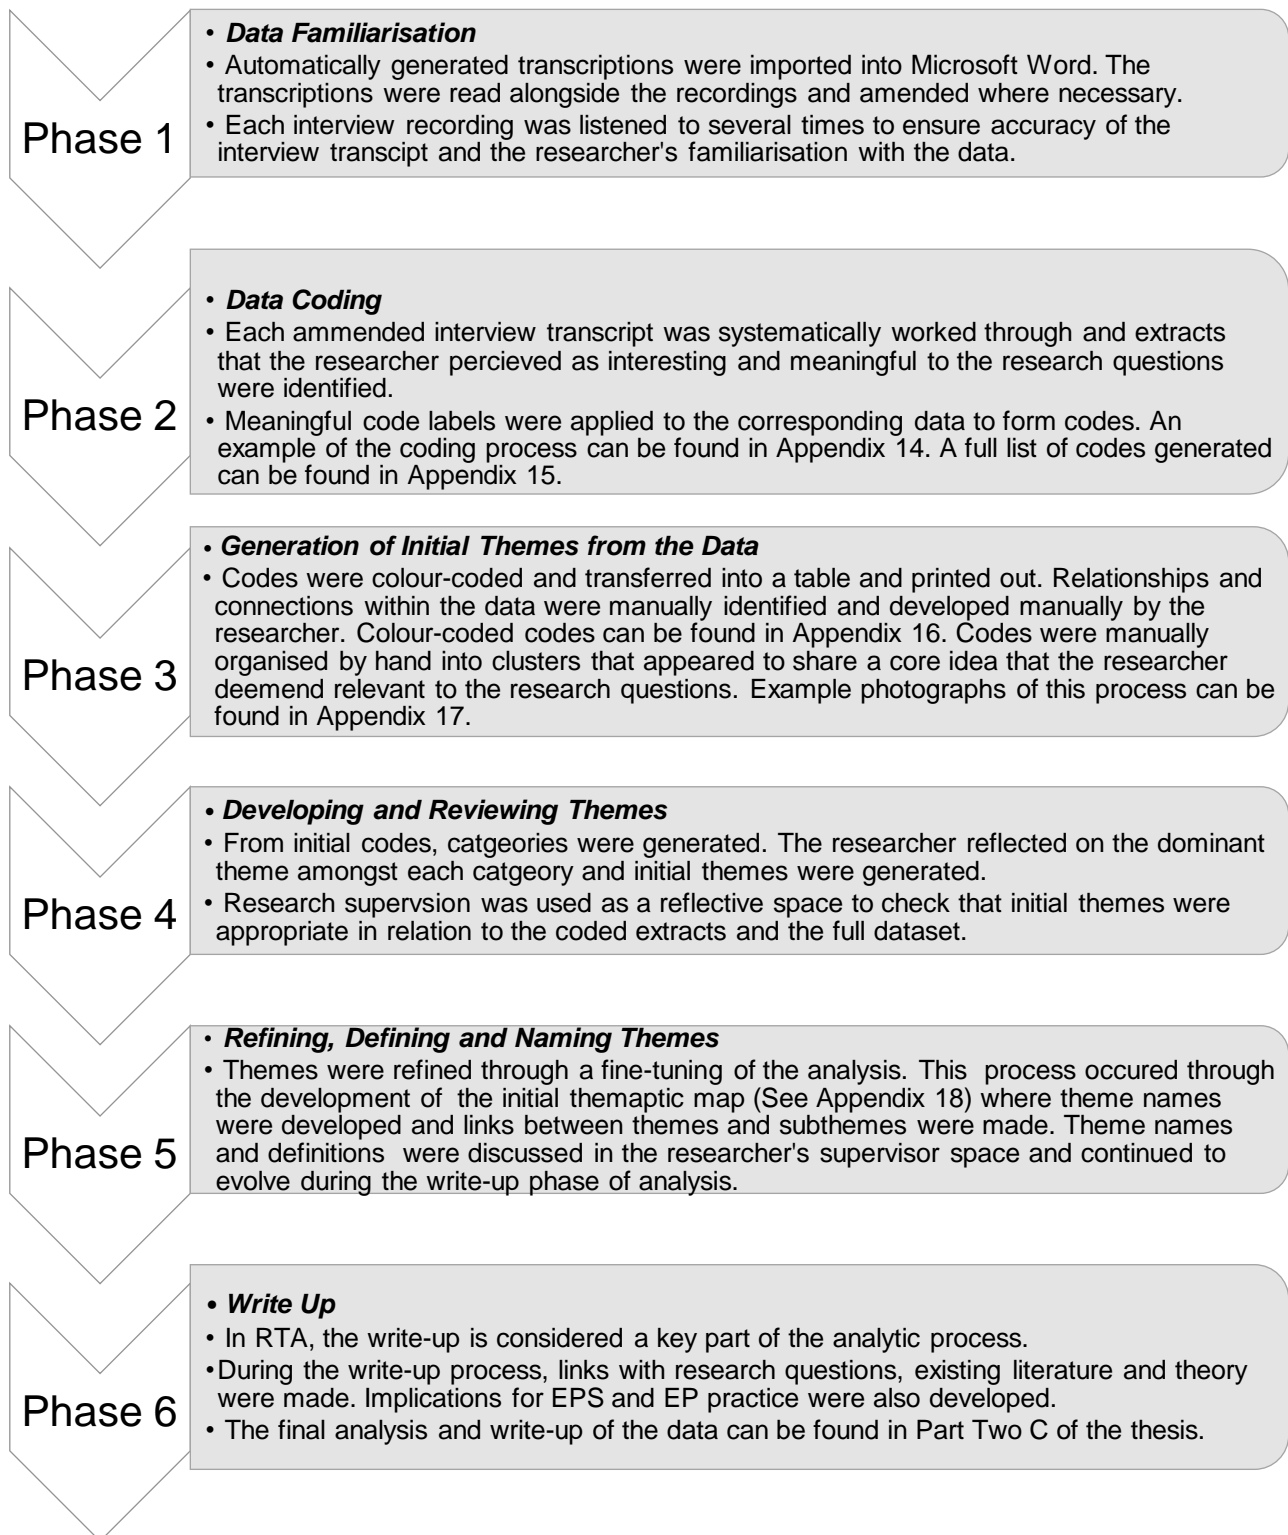 Phase 1
• Data Familiarisation
• Automatically generated transcriptions were imported into Microsoft Word. The
transcriptions were read alongside the recordings and amended where necessary.
• Each interview recording was listened to several times to ensure accuracy of the
interview transcipt and the researcher's familiarisation with the data.
Phase 2
• Data Coding
• Each ammended interview transcript was systematically worked through and extracts
that the researcher percieved as interesting and meaningful to the research questions
were identified.
• Meaningful code labels were applied to the corresponding data to form codes. An
example of the coding process can be found in Appendix 14. A full list of codes generated
can be found in Appendix 15.
Phase 3
• Generation of Initial Themes from the Data
• Codes were colour-coded and transferred into a table and printed out. Relationships and
connections within the data were manually identified and developed manually by the
researcher. Colour-coded codes can be found in Appendix 16. Codes were manually
organised by hand into clusters that appeared to share a core idea that the researcher
deemend relevant to the research questions. Example photographs of this process can be
found in Appendix 17.
Phase 4
• Developing and Reviewing Themes
• From initial codes, catgeories were generated. The researcher reflected on the dominant
theme amongst each catgeory and initial themes were generated.
• Research supervsion was used as a reflective space to check that initial themes were
appropriate in relation to the coded extracts and the full dataset.
Phase 5
• Refining, Defining and Naming Themes
• Themes were refined through a fine-tuning of the analysis. This process occured through
the development of the initial themaptic map (See Appendix 18) where theme names
were developed and links between themes and subthemes were made. Theme names
and definitions were discussed in the researcher's supervisor space and continued to
evolve during the write-up phase of analysis.
Phase 6
• Write Up
• In RTA, the write-up is considered a key part of the analytic process.
•During the write-up process, links with research questions, existing literature and theory
were made. Implications for EPS and EP practice were also developed.
• The final analysis and write-up of the data can be found in Part Two C of the thesis.